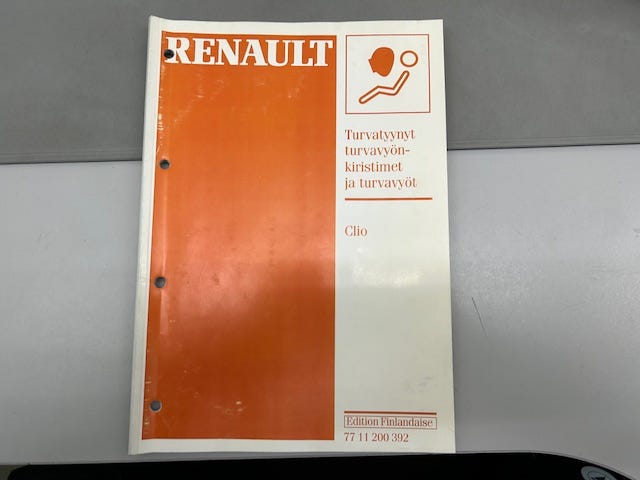 RENAULT
Turvatyynyt
turvavyön-
kiristimet
ja turvavyöt
Clio
Edition Finlandaise
77 11 200 392